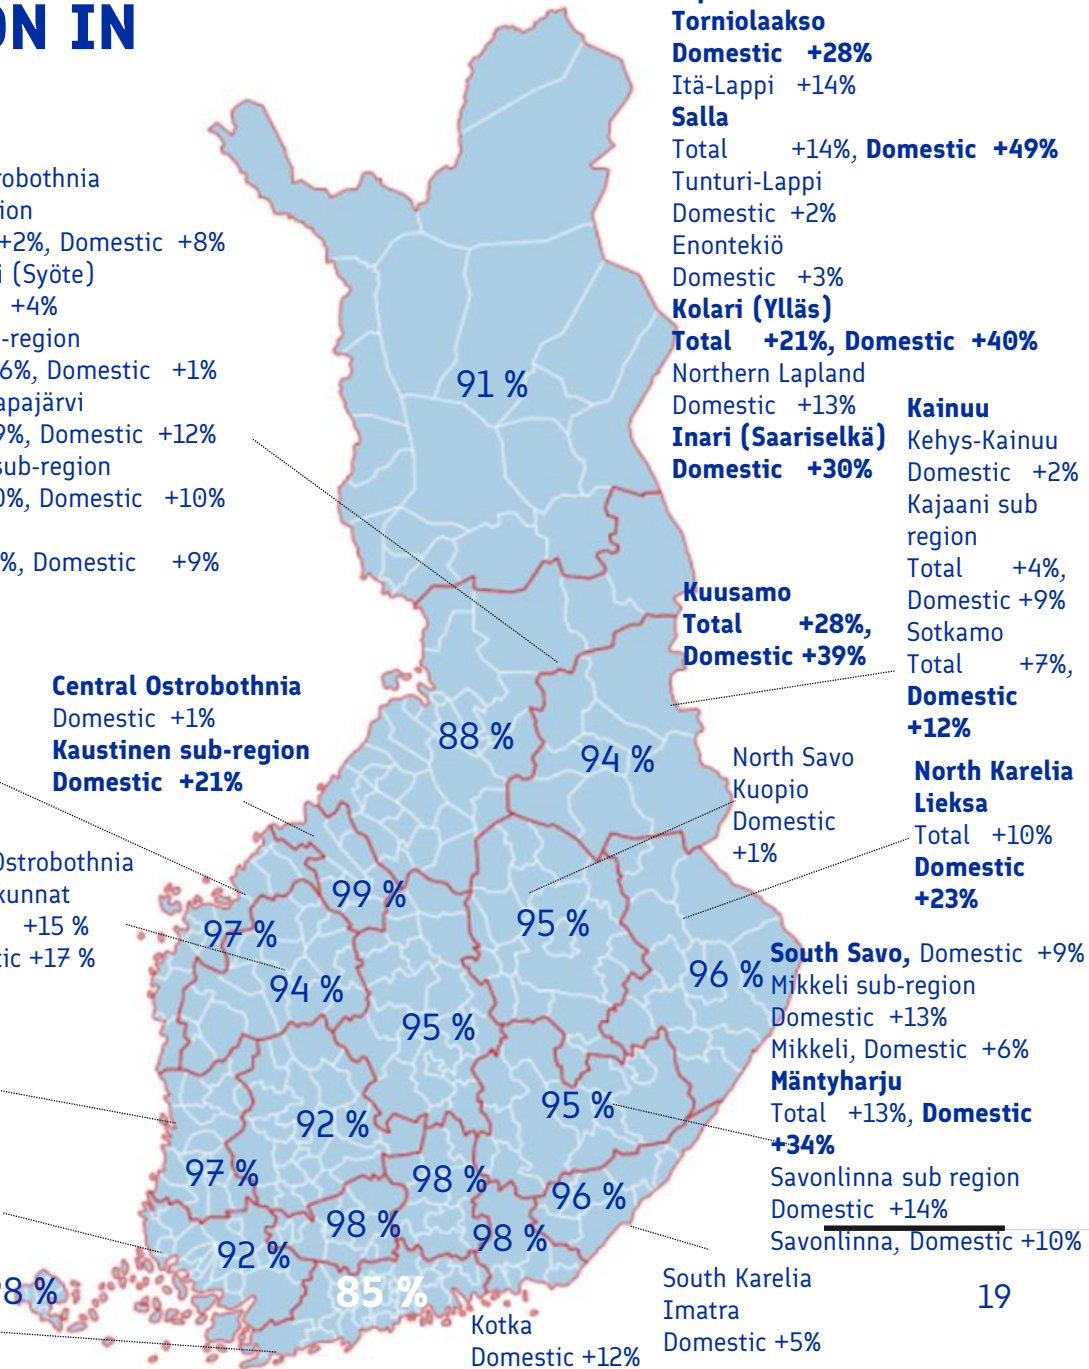 ON IN
Torniolaakso
Domestic +28%
Itä-Lappi +14%
Salla
Total +14%, Domestic +49%
Tunturi-Lappi
Domestic +2%
Enontekiö
Domestic +3%
Kolari (Ylläs)
Total +21%, Domestic +40%
Northern Lapland
Domestic +13%
Inari (Saariselkä)
Domestic +30%
robothnia
ion
+2%, Domestic +8%
i (Syöte)
+4%
-region
6%, Domestic +1%
apajärvi
9%, Domestic +12%
sub-region
0%, Domestic +10%
%, Domestic +9%
Kainuu
Kehys-Kainuu
Domestic +2%
Kajaani sub
region
Total +4%,
Domestic +9%
Sotkamo
Total +7%,
Domestic
+12%
Kuusamo
Total +28%,
Domestic +39%
Central Ostrobothnia
Domestic +1%
Kaustinen sub-region
Domestic +21%
North Savo
Kuopio
Domestic
+1%
North Karelia
Lieksa
Total +10%
Domestic
+23%
Ostrobothnia
kunnat
+15 %
tic +17 %
South Savo, Domestic +9%
Mikkeli sub-region
Domestic +13%
Mikkeli, Domestic +6%
Mäntyharju
Total +13%, Domestic
+34%
Savonlinna sub region
Domestic +14%
Savonlinna, Domestic +10%
South Karelia
Imatra
Domestic +5%
Kotka
Domestic +12%
91 %
88 %
94 %
99 %
97 %
95 %
94 %
96 %
95 %
95 %
92 %
97 %
98 %
96 %
98 %
98 %
92 %
8 %
85 %
19